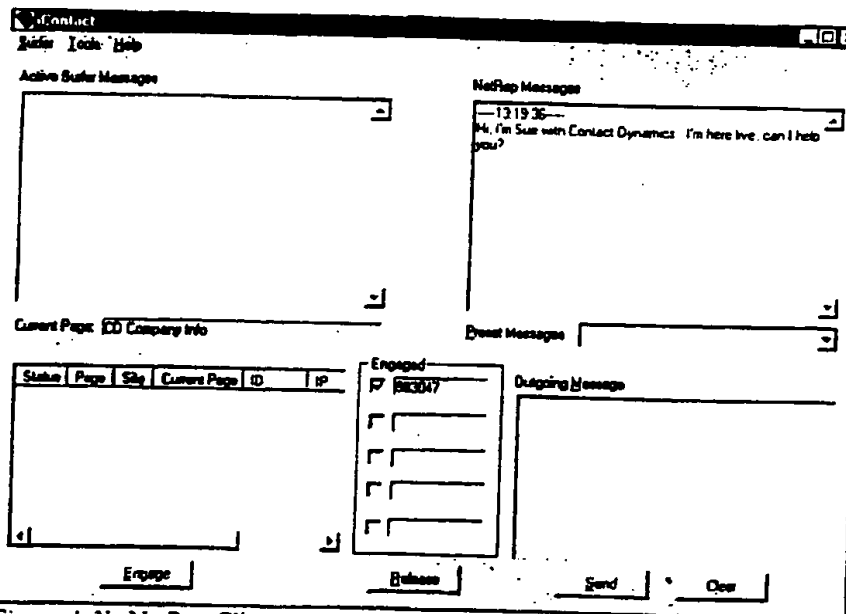 iContact
Surfer Tools Help
Active Surfer Messages
NetRep Messages
----13:19:36----
Hi, I'm Sue with Contact Dynamics. I'm here live, can I help
you?
Current Page: CD Company Info
Preset Messages
Status Page Site Current Page ID IP
Engaged
983047
Outgoing Message
Engage
Release
Send
Clear